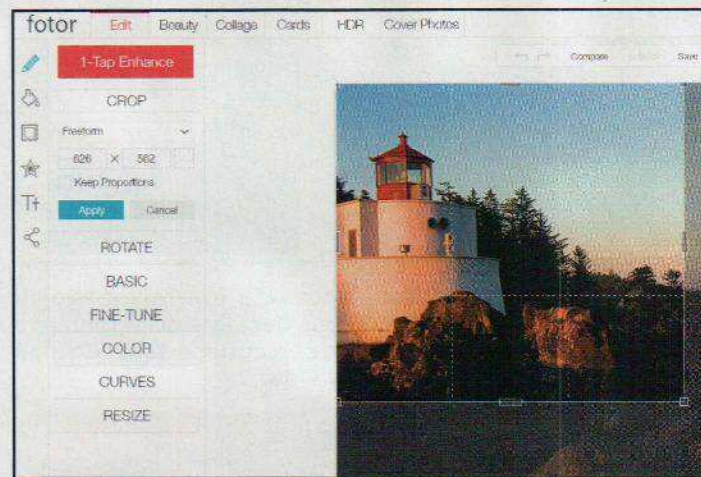 fotor Edit Beauty Collage Cards HDR Cover Photos
1-Tap Enhance
Compare Save
CROP
Freeform
626 × 562
Keep Proportions
Apply Cancel
ROTATE
BASIC
FINE-TUNE
COLOR
CURVES
RESIZE